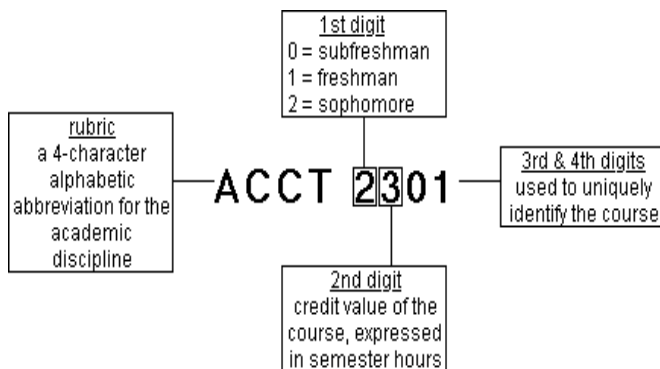 1st digit
0 = subfreshman
1 = freshman
2 = sophomore
rubric
a 4-character
alphabetic
abbreviation for the
academic
discipline
ACCT 2301
3rd & 4th digits
used to uniquely
identify the course
2nd digit
credit value of the
course, expressed
in semester hours